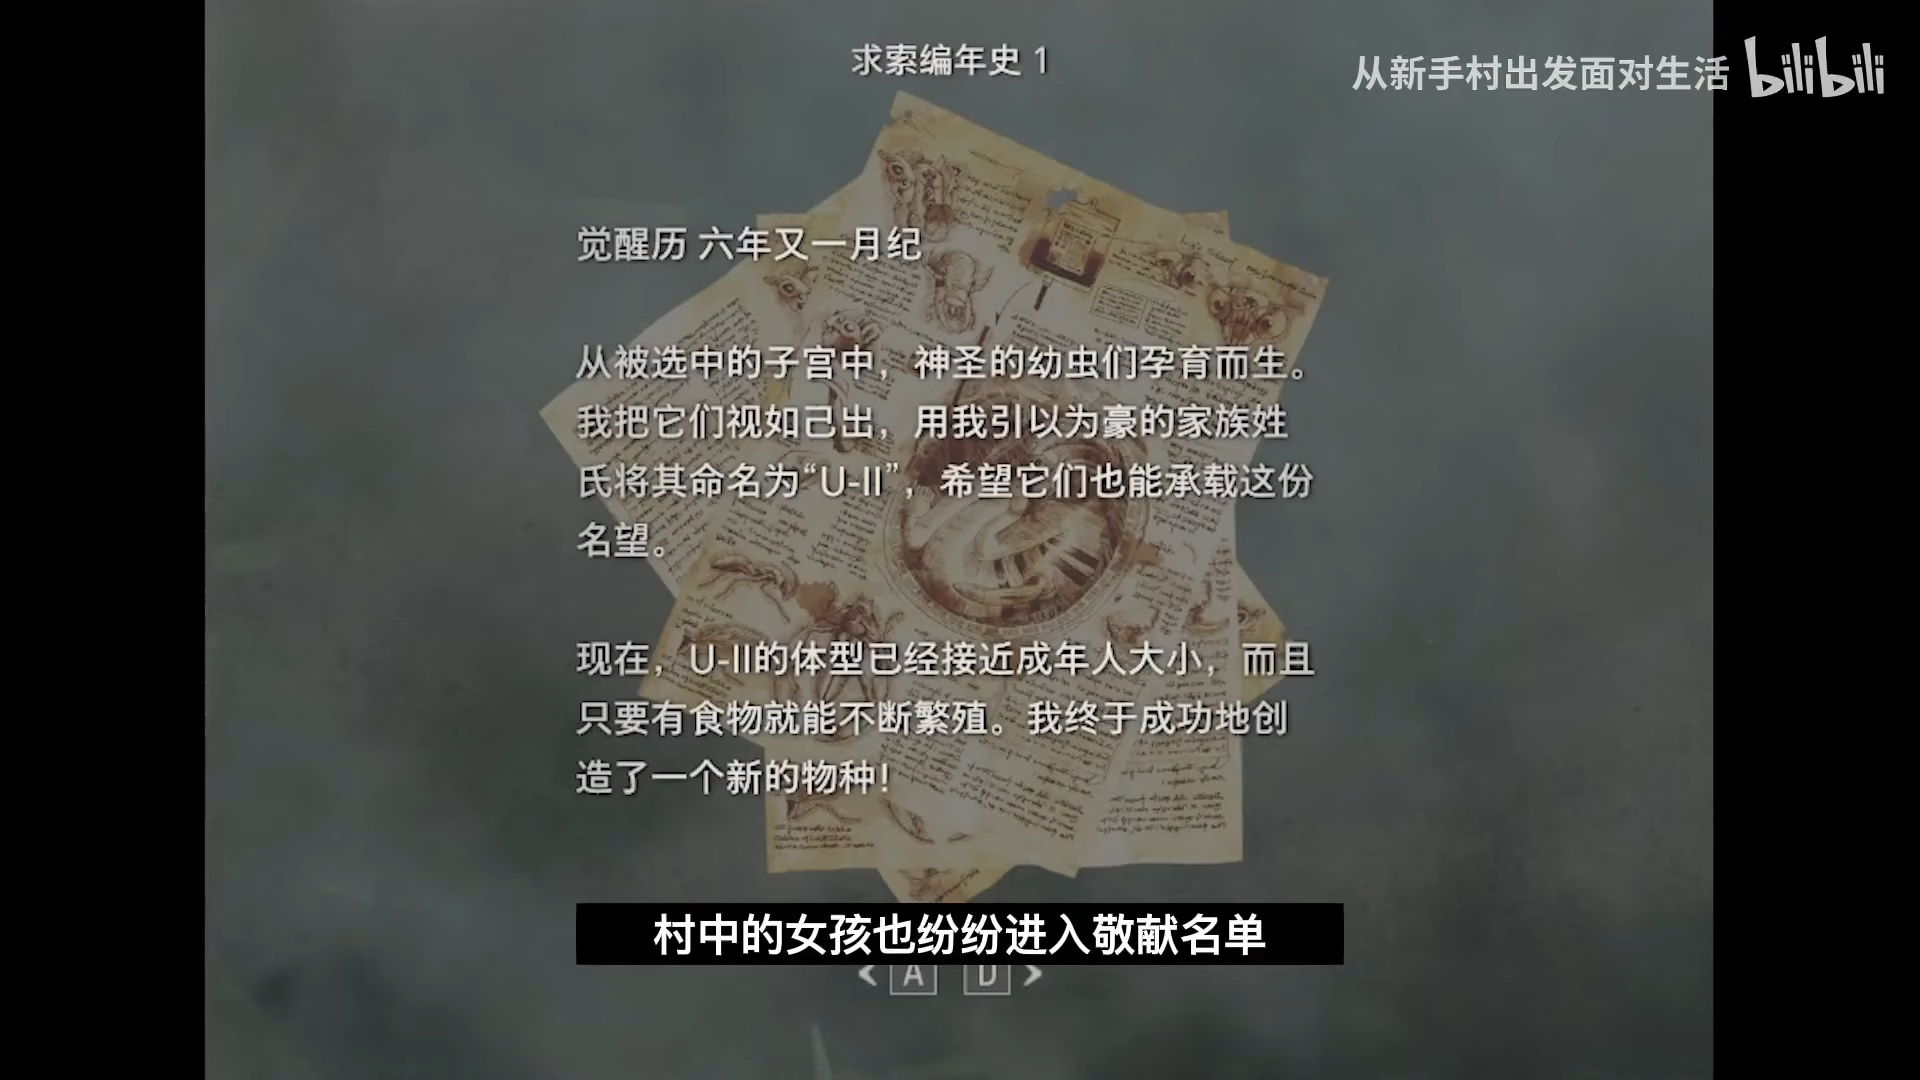 求索编年史 1
从新手村出发面对生活 bilibili
觉醒历 六年又一月纪
从被选中的子宫中，神圣的幼虫们孕育而生。
我把它们视如己出，用我引以为豪的家族姓
氏将其命名为“U-II”，希望它们也能承载这份
名望。
现在，U-II的体型已经接近成年人大小，而且
只要有食物就能不断繁殖。我终于成功地创
造了一个新的物种！
村中的女孩也纷纷进入敬献名单
< A D >